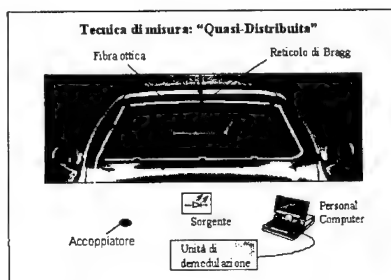 Tecnica di misura: “Quasi-Distribuita”
Fibra ottica
Reticolo di Bragg
Sorgente
Personal
Computer
Accoppiatore
Unità di
demodulazione